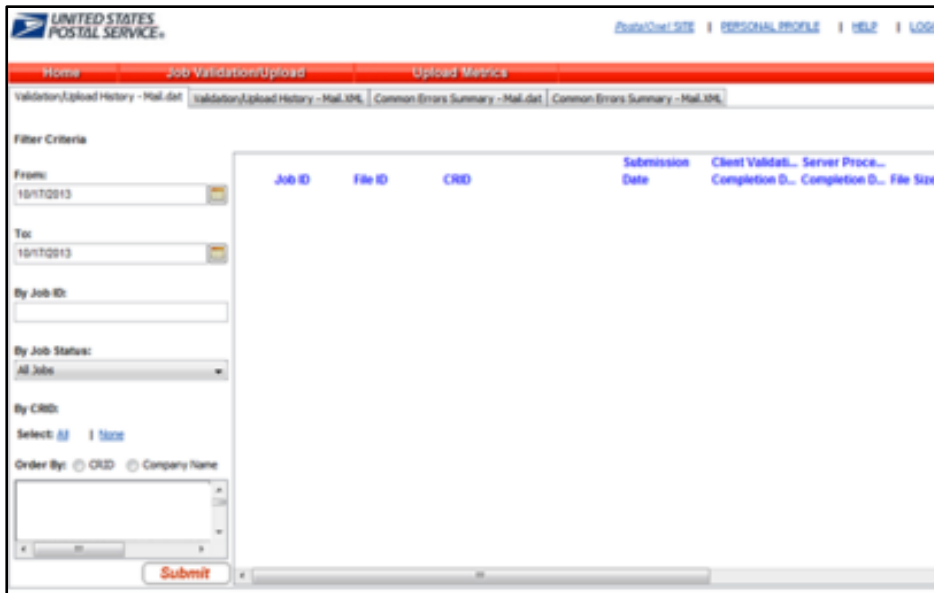 UNITED STATES
POSTAL SERVICE®
PostalOne! SITE | PERSONAL PROFILE | HELP | LOG
Home Job Validation/Upload Upload Metrics
Validation/Upload History - Mail.dat Validation/Upload History - Mail.XML Common Errors Summary - Mail.dat Common Errors Summary - Mail.XML
Filter Criteria
From:
10/17/2013
To:
10/17/2013
By Job ID:
By Job Status:
All Jobs
By CRID:
Select: All | None
Order By: CRID Company Name
Submit
Job ID File ID CRID Submission Date Client Validati... Completion D... Server Proce... Completion D... File Size